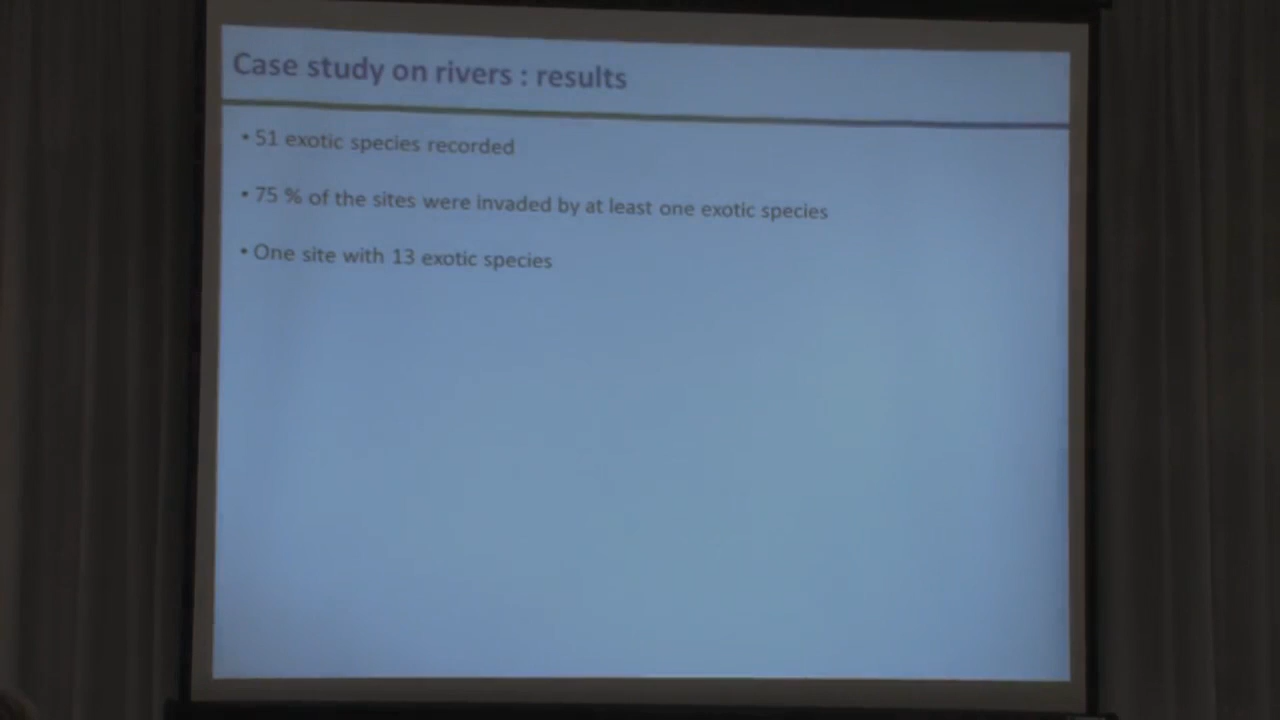 Case study on rivers : results
• 51 exotic species recorded
• 75 % of the sites were invaded by at least one exotic species
• One site with 13 exotic species